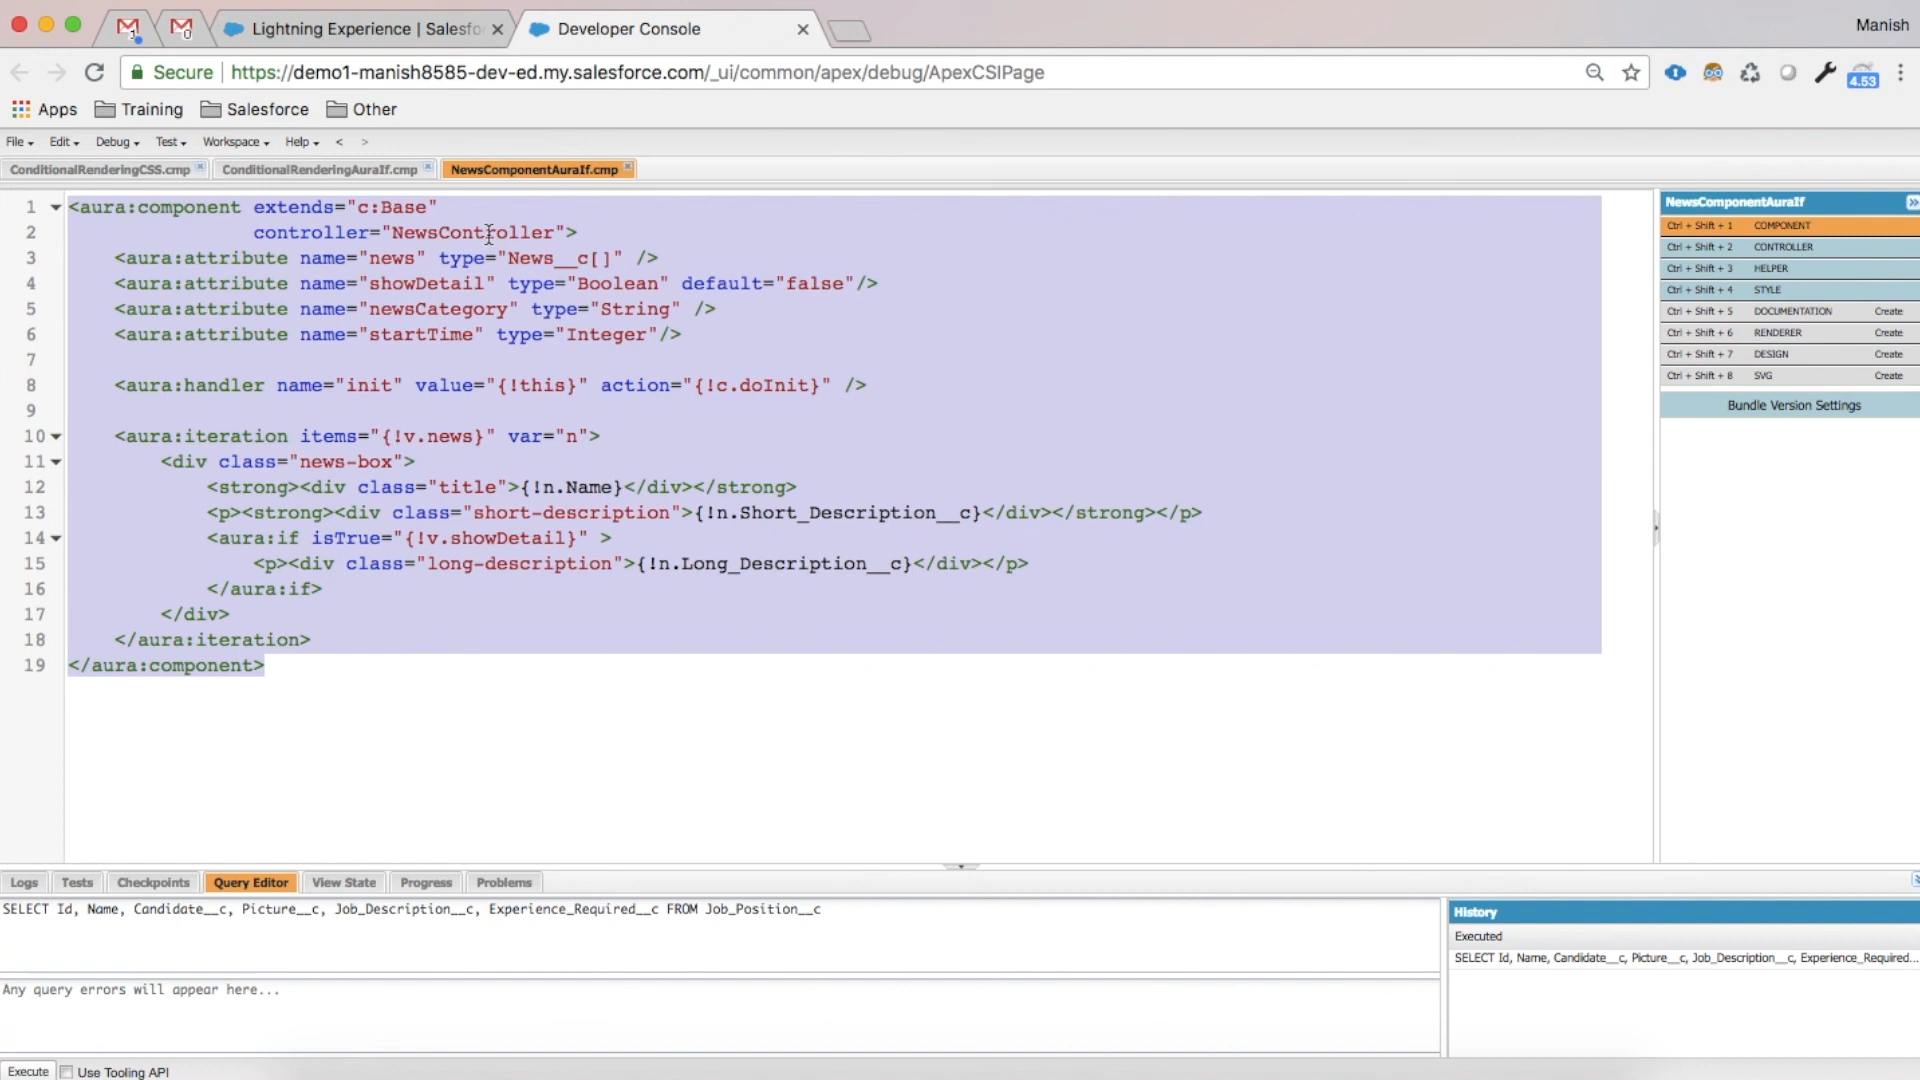 Lightning Experience | Salesfo
Developer Console
Manish
Secure
https://demo1-manish8585-dev-ed.my.salesforce.com/_ui/common/apex/debug/ApexCSIPage
4.53
Apps
Training
Salesforce
Other
File
Edit
Debug
Test
Workspace
Help
<
>
ConditionalRenderingCSS.cmp
ConditionalRenderingAuraIf.cmp
NewsComponentAuraIf.cmp
1 <aura:component extends="c:Base"
2 controller="NewsController">
3 <aura:attribute name="news" type="News__c[]" />
4 <aura:attribute name="showDetail" type="Boolean" default="false"/>
5 <aura:attribute name="newsCategory" type="String" />
6 <aura:attribute name="startTime" type="Integer"/>
7
8 <aura:handler name="init" value="{!this}" action="{!c.doInit}" />
9
10 <aura:iteration items="{!v.news}" var="n">
11 <div class="news-box">
12 <strong><div class="title">{!n.Name}</div></strong>
13 <p><strong><div class="short-description">{!n.Short_Description__c}</div></strong></p>
14 <aura:if isTrue="{!v.showDetail}" >
15 <p><div class="long-description">{!n.Long_Description__c}</div></p>
16 </aura:if>
17 </div>
18 </aura:iteration>
19 </aura:component>
NewsComponentAuraIf
Ctrl + Shift + 1 COMPONENT
Ctrl + Shift + 2 CONTROLLER
Ctrl + Shift + 3 HELPER
Ctrl + Shift + 4 STYLE
Ctrl + Shift + 5 DOCUMENTATION Create
Ctrl + Shift + 6 RENDERER Create
Ctrl + Shift + 7 DESIGN Create
Ctrl + Shift + 8 SVG Create
Bundle Version Settings
Logs
Tests
Checkpoints
Query Editor
View State
Progress
Problems
SELECT Id, Name, Candidate__c, Picture__c, Job_Description__c, Experience_Required__c FROM Job_Position__c
Any query errors will appear here...
History
Executed
SELECT Id, Name, Candidate__c, Picture__c, Job_Description__c, Experience_Required...
Execute
Use Tooling API